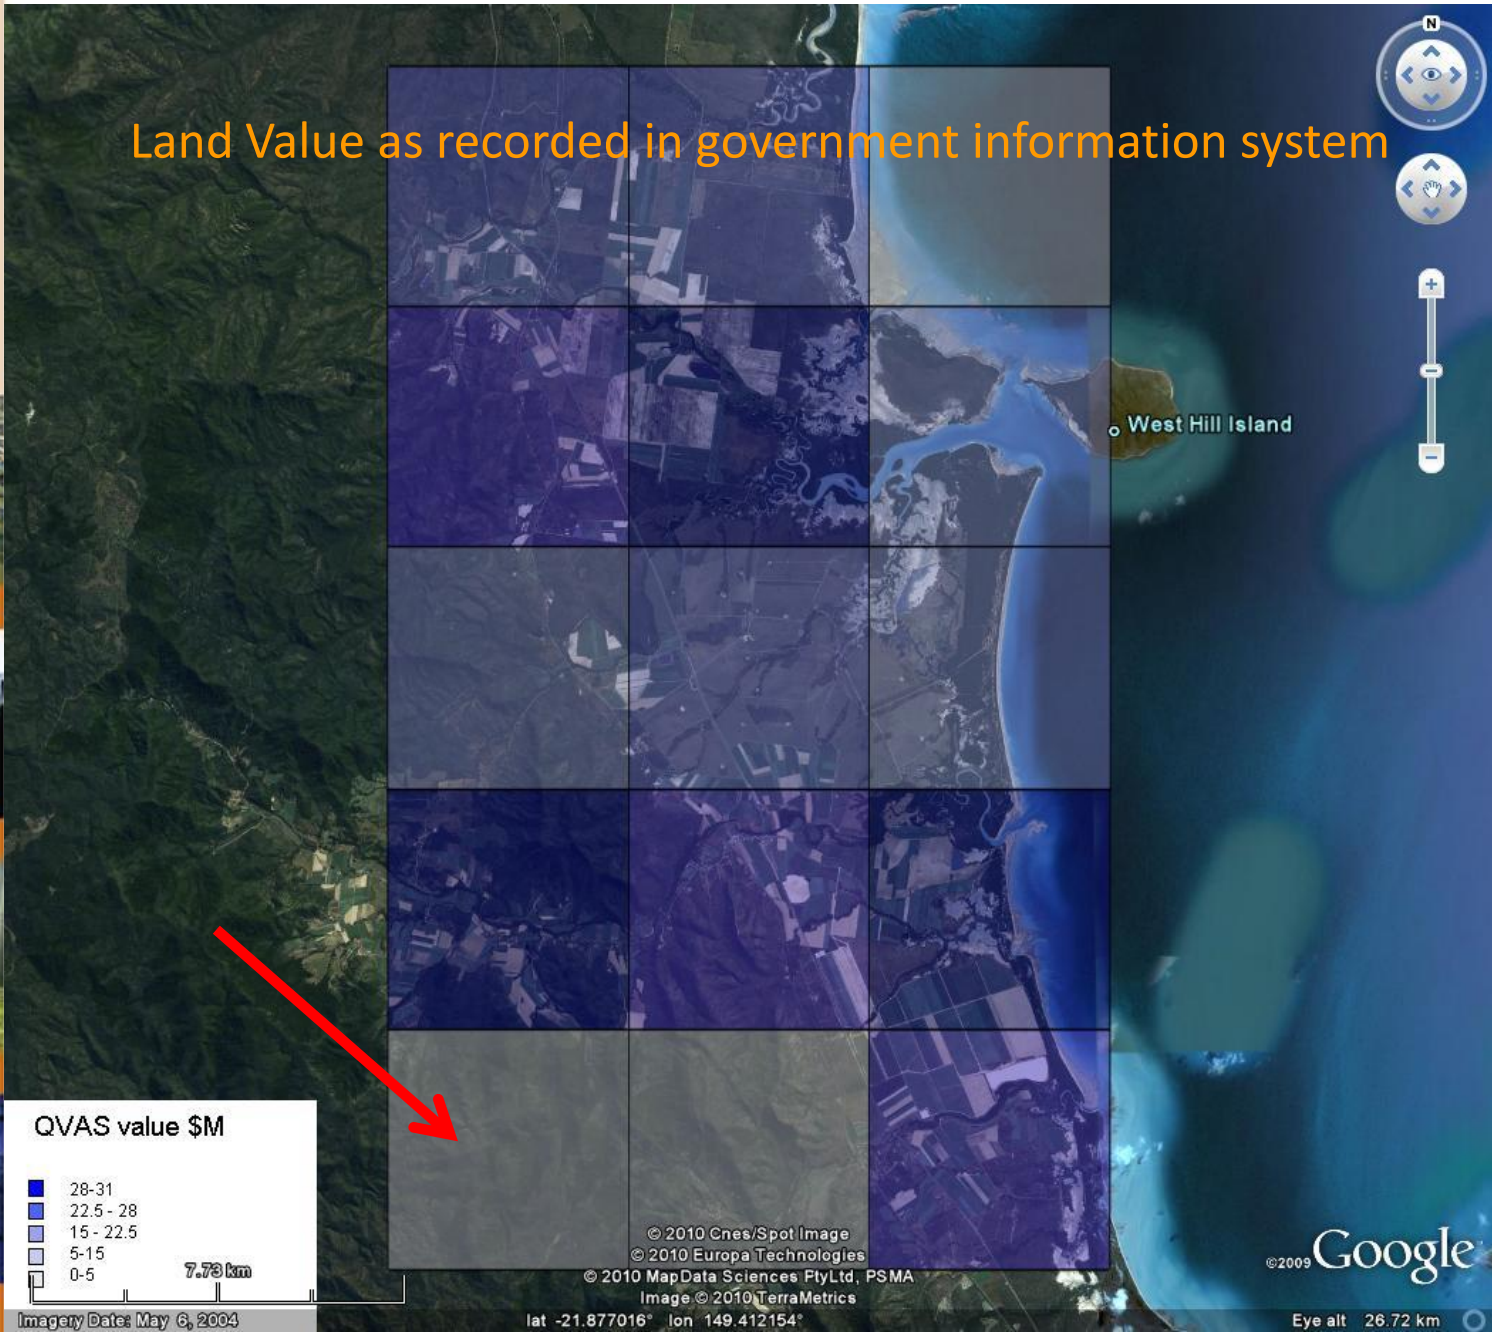 N
Land Value as recorded in government information system
West Hill Island
QVAS value $M
28-31
22.5 - 28
15 - 22.5
5-15
0-5
7.73 km
© 2010 Cnes/Spot Image
© 2010 Europa Technologies
© 2010 MapData Sciences PtyLtd, PSMA
Image © 2010 TerraMetrics
©2009 Google
Imagery Date: May 6, 2004
lat -21.877016° lon 149.412154°
Eye alt 26.72 km